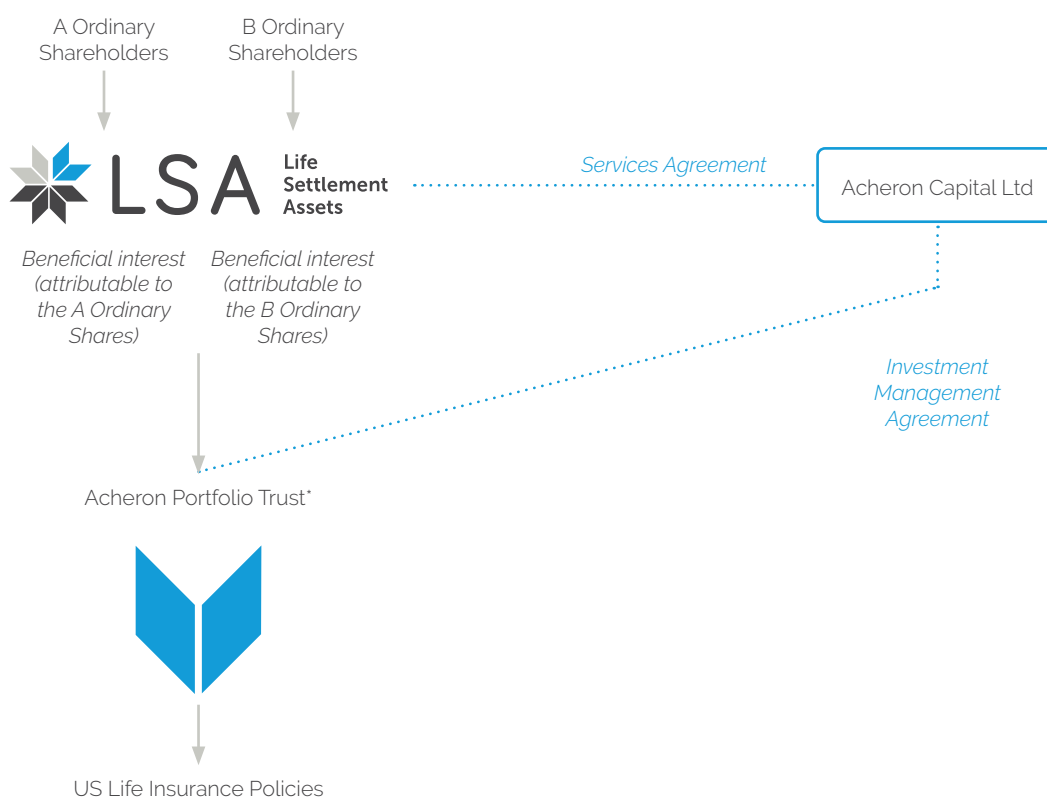 A Ordinary
Shareholders
B Ordinary
Shareholders
LSA
Life
Settlement
Assets
Services Agreement
Acheron Capital Ltd
Beneficial interest
(attributable to
the A Ordinary
Shares)
Beneficial interest
(attributable to
the B Ordinary
Shares)
Investment
Management
Agreement
Acheron Portfolio Trust*
US Life Insurance Policies